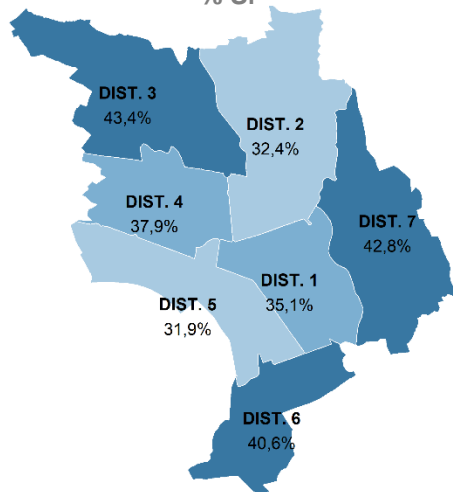 DIST. 3
43,4%
DIST. 2
32,4%
DIST. 4
37,9%
DIST. 7
42,8%
DIST. 1
35,1%
DIST. 5
31,9%
DIST. 6
40,6%